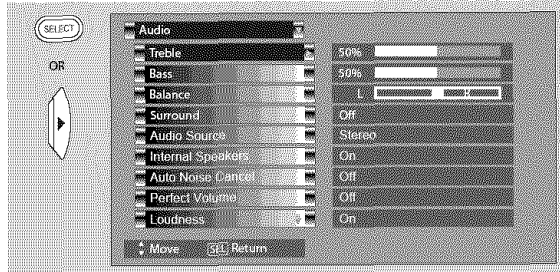 SELECT
OR
Audio
Treble 50%
Bass 50%
Balance L R
Surround Off
Audio Source Stereo
Internal Speakers On
Auto Noise Cancel Off
Perfect Volume Off
Loudness On
Move SEL Return